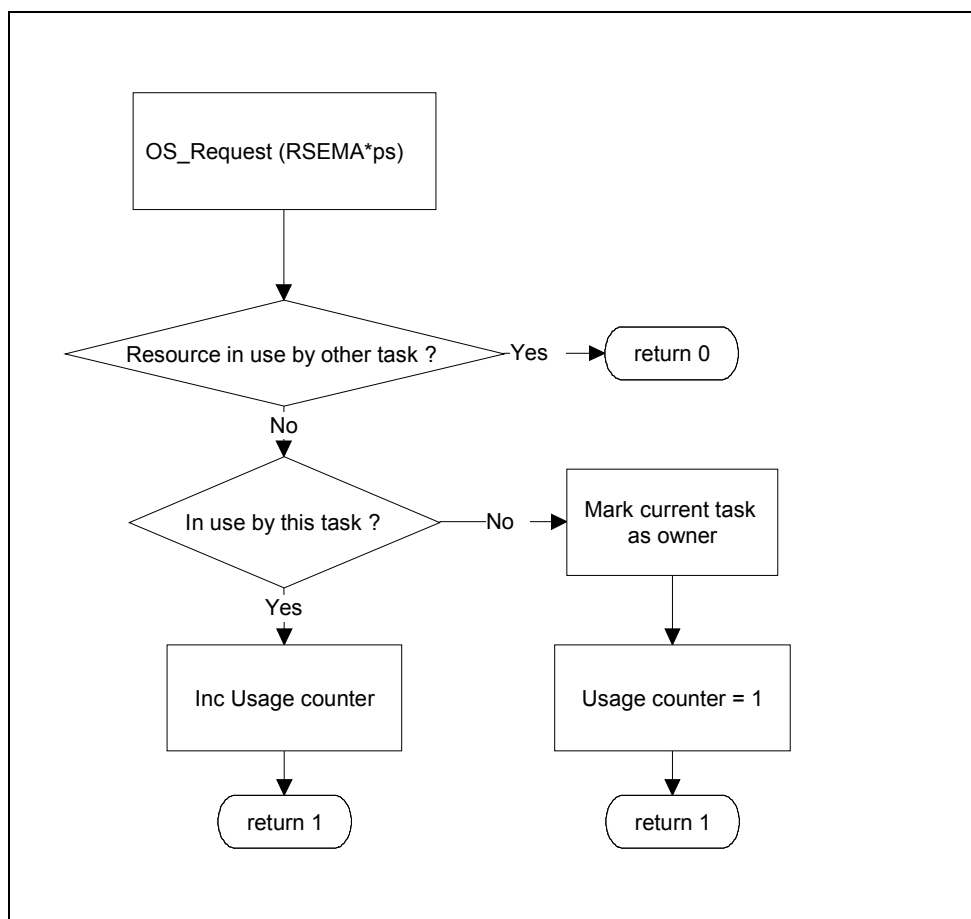 OS_Request (RSEMA*ps)
Resource in use by other task ?
Yes
return 0
No
In use by this task ?
No
Mark current task
as owner
Yes
Inc Usage counter
Usage counter = 1
return 1
return 1